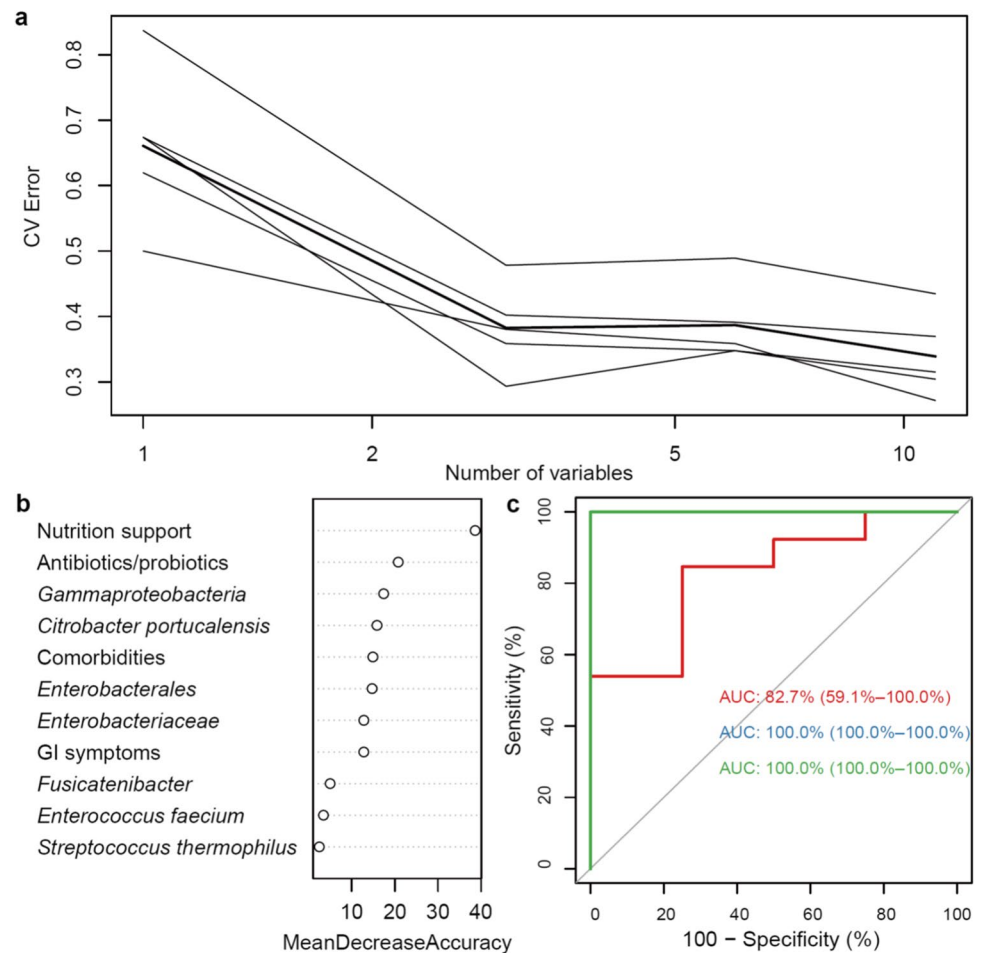 a
CV Error
0.8
0.7
0.6
0.5
0.4
0.3
1 2 5 10
Number of variables
b
Nutrition support
Antibiotics/probiotics
Gammaproteobacteria
Citrobacter portucalensis
Comorbidities
Enterobacterales
Enterobacteriaceae
GI symptoms
Fusicatenibacter
Enterococcus faecium
Streptococcus thermophilus
10 20 30 40
MeanDecreaseAccuracy
c
Sensitivity (%)
100
80
60
40
20
0
AUC: 82.7% (59.1%–100.0%)
AUC: 100.0% (100.0%–100.0%)
AUC: 100.0% (100.0%–100.0%)
0 20 40 60 80 100
100 − Specificity (%)